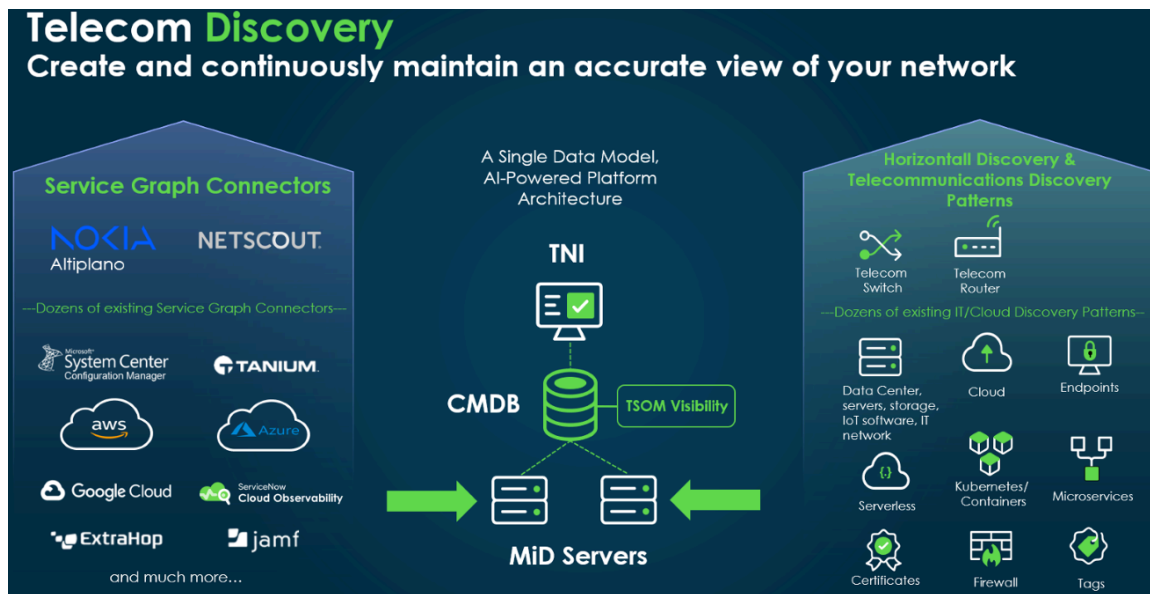 Telecom Discovery
Create and continuously maintain an accurate view of your network
Service Graph Connectors
NOKIA
Altiplano
NETSCOUT.
---Dozens of existing Service Graph Connectors---
Microsoft®
System Center
Configuration Manager
TANIUM.
aws
Azure
Google Cloud
ServiceNow
Cloud Observability
ExtraHop
jamf
and much more...
A Single Data Model,
AI-Powered Platform
Architecture
TNI
CMDB
TSOM Visibility
MiD Servers
Horizontall Discovery &
Telecommunications Discovery
Patterns
Telecom
Switch
Telecom
Router
---Dozens of existing IT/Cloud Discovery Patterns--
Data Center,
servers, storage,
IoT software, IT
network
Cloud
Endpoints
{.}
Serverless
Kubernetes/
Containers
Microservices
Certificates
Firewall
Tags